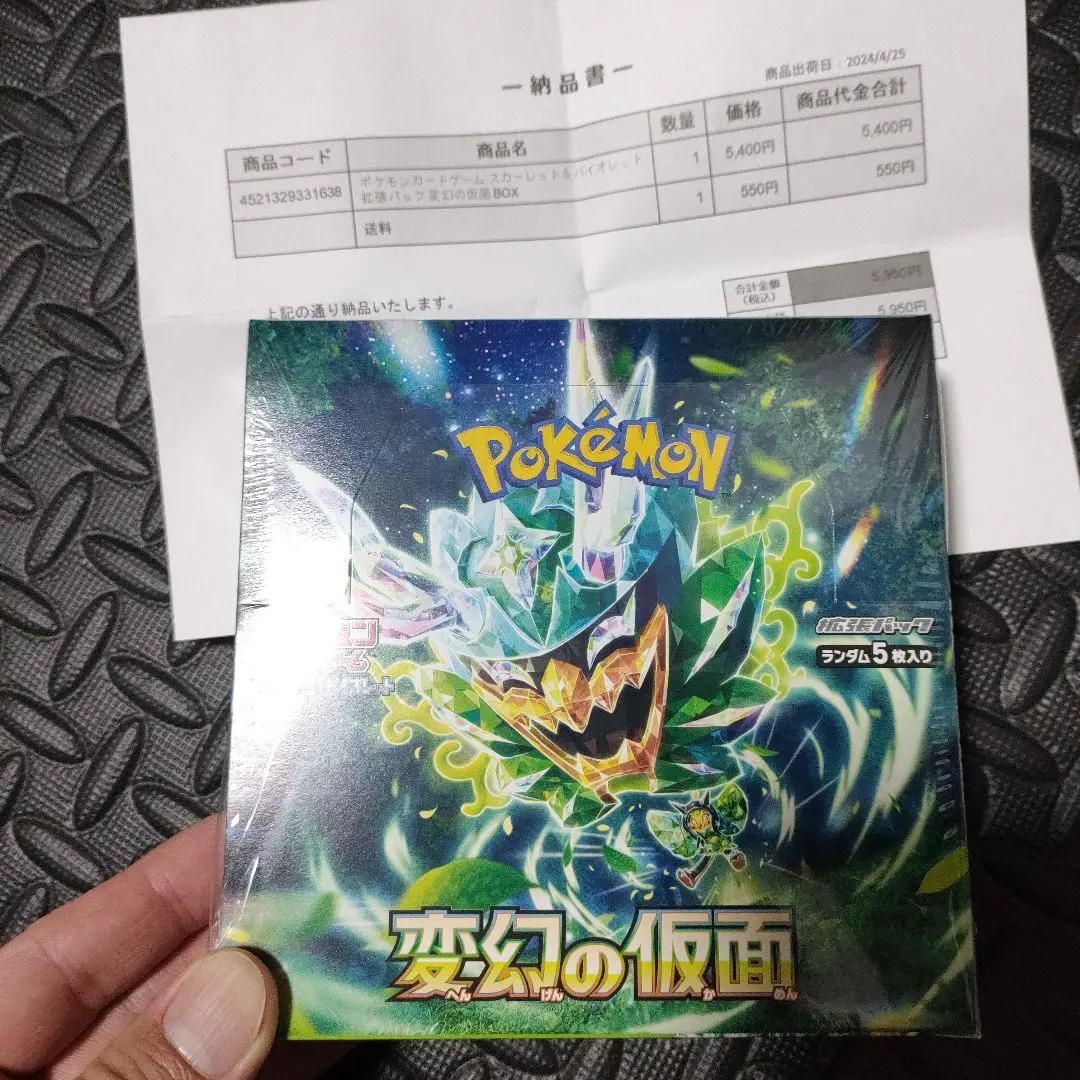 ー納品書ー
商品出荷日：2024/4/25
商品コード 商品名 数量 価格 商品代金合計
4521329331638 ポケモンカードゲーム スカーレット&バイオレット 1 5,400円 5,400円
拡張パック 変幻の仮面BOX
送料 1 550円 550円
上記の通り納品いたします。
合計金額 5,950円
(税込)
5,950円
POKéMON
TM
拡張パック
ランダム5枚入り
変幻の仮面
へん げん か めん